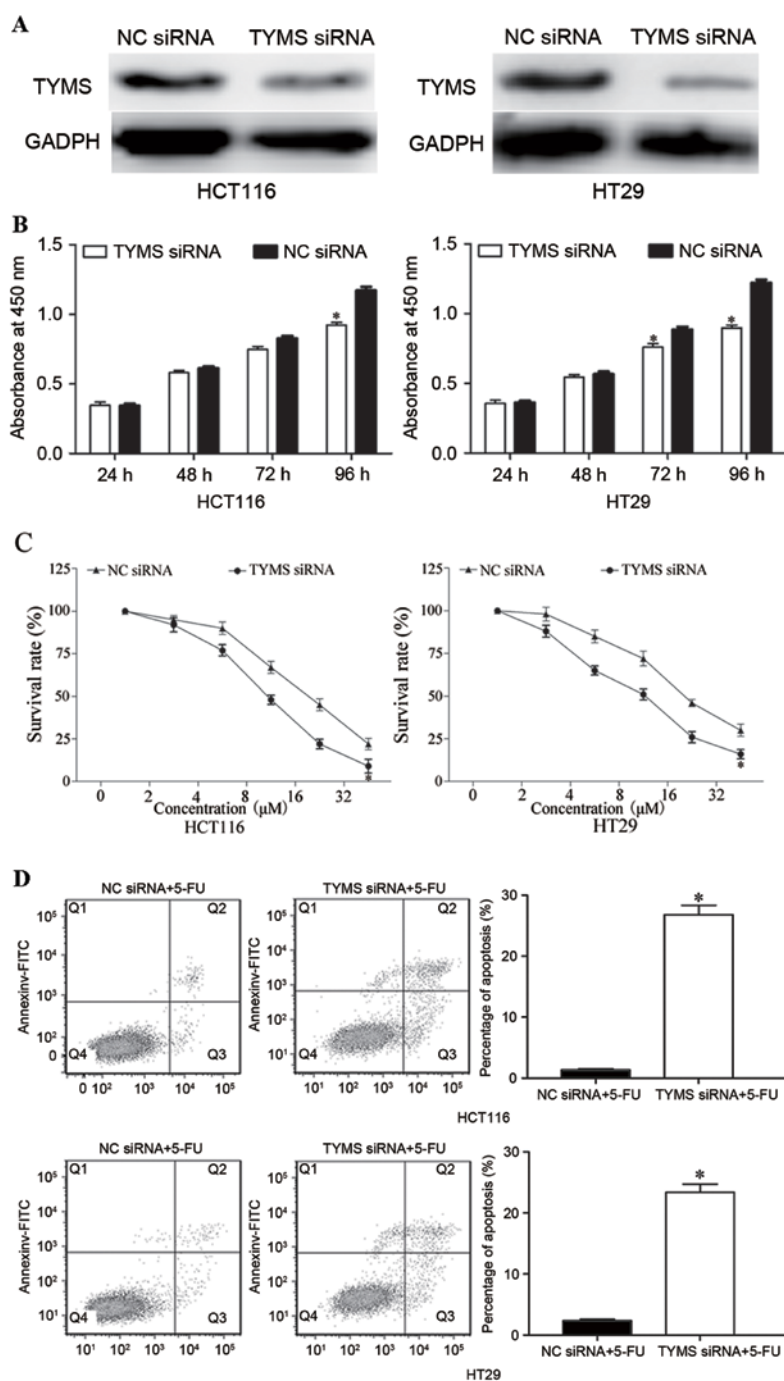 A
NC siRNA TYMS siRNA
TYMS
GADPH
HCT116
NC siRNA TYMS siRNA
TYMS
GADPH
HT29
B
Absorbance at 450 nm
1.5
1.0
0.5
0.0
TYMS siRNA NC siRNA
*
24 h 48 h 72 h 96 h
HCT116
Absorbance at 450 nm
1.5
1.0
0.5
0.0
TYMS siRNA NC siRNA
* *
24 h 48 h 72 h 96 h
HT29
C
Survival rate (%)
125
100
75
50
25
0
NC siRNA TYMS siRNA
*
0 2 4 8 16 32
Concentration (μM)
HCT116
Survival rate (%)
125
100
75
50
25
0
NC siRNA TYMS siRNA
*
0 2 4 8 16 32
Concentration (μM)
HT29
D
NC siRNA+5-FU
Annexinv-FITC
10⁵
10⁴
10³
10²
0
Q1 Q2
Q4 Q3
0 10² 10³ 10⁴ 10⁵
TYMS siRNA+5-FU
Annexinv-FITC
10⁵
10⁴
10³
10²
10¹
Q1 Q2
Q4 Q3
10¹ 10² 10³ 10⁴ 10⁵
Percentage of apoptosis (%)
30
20
10
0
*
NC siRNA+5-FU TYMS siRNA+5-FU
HCT116
NC siRNA+5-FU
Annexinv-FITC
10⁵
10⁴
10³
10²
10¹
Q1 Q2
Q4 Q3
10¹ 10² 10³ 10⁴ 10⁵
TYMS siRNA+5-FU
Annexinv-FITC
10⁵
10⁴
10³
10²
10¹
Q1 Q2
Q4 Q3
10¹ 10² 10³ 10⁴ 10⁵
Percentage of apoptosis (%)
30
20
10
0
*
NC siRNA+5-FU TYMS siRNA+5-FU
HT29